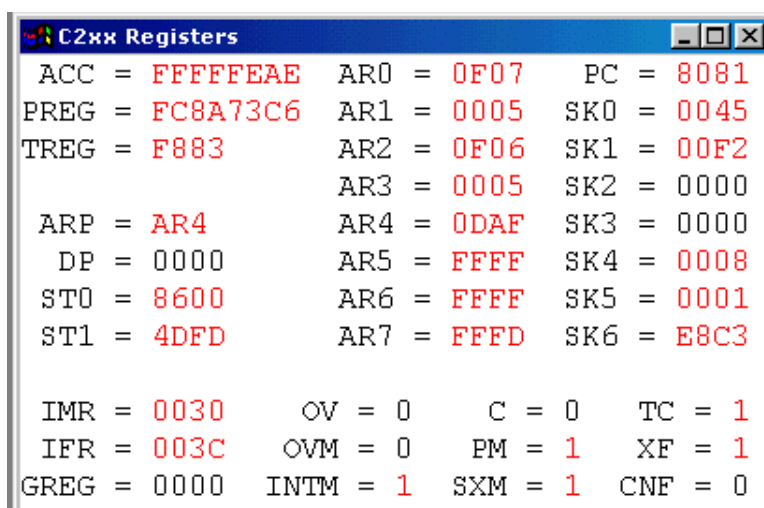 C2xx Registers
ACC = FFFFFEAE AR0 = 0F07 PC = 8081
PREG = FC8A73C6 AR1 = 0005 SK0 = 0045
TREG = F883 AR2 = 0F06 SK1 = 00F2
AR3 = 0005 SK2 = 0000
ARP = AR4 AR4 = 0DAF SK3 = 0000
DP = 0000 AR5 = FFFF SK4 = 0008
ST0 = 8600 AR6 = FFFF SK5 = 0001
ST1 = 4DFD AR7 = FFFD SK6 = E8C3
IMR = 0030 OV = 0 C = 0 TC = 1
IFR = 003C OVM = 0 PM = 1 XF = 1
GREG = 0000 INTM = 1 SXM = 1 CNF = 0